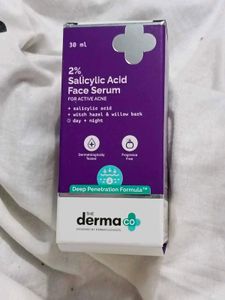 30 ml
2%
Salicylic Acid
Face Serum
FOR ACTIVE ACNE
+ salicylic acid
+ witch hazel & willow bark
day + night
Dermatologically
Tested
Fragrance
Free
Deep Penetration Formula™
THE
derma
co